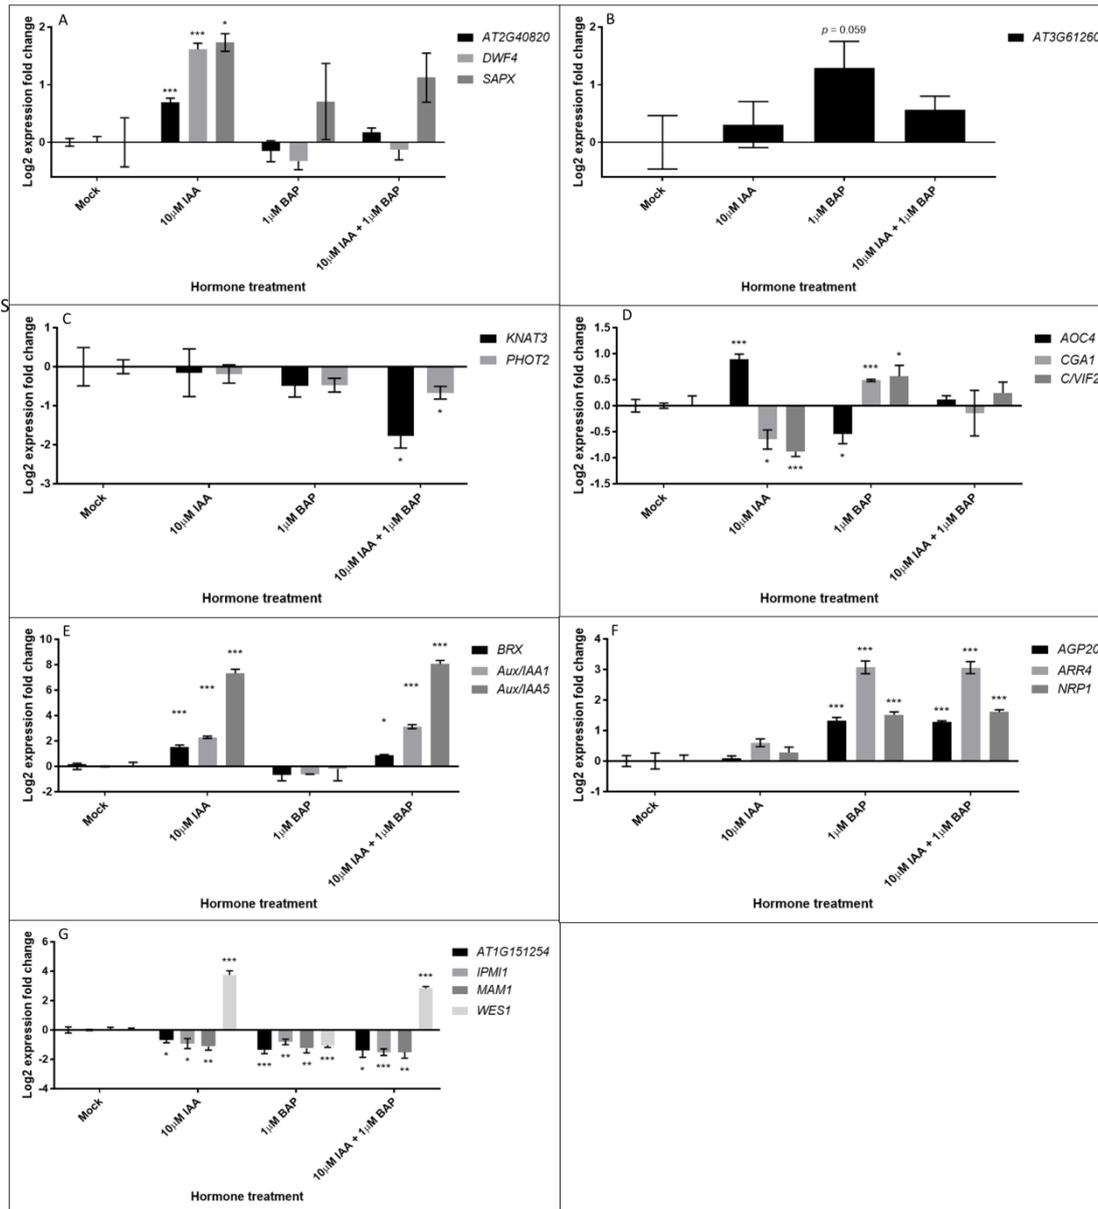 A
Log2 expression fold change
2
1
0
***
***
*
AT2G40820
DWF4
SAPX
Mock
10µM IAA
1µM BAP
10µM IAA + 1µM BAP
Hormone treatment
B
Log2 expression fold change
2
1
0
p = 0.059
AT3G61260
Mock
10µM IAA
1µM BAP
10µM IAA + 1µM BAP
Hormone treatment
S
C
Log2 expression fold change
1
0
-1
-2
-3
*
*
KNAT3
PHOT2
Mock
10µM IAA
1µM BAP
10µM IAA + 1µM BAP
Hormone treatment
D
Log2 expression fold change
1.5
1.0
0.5
0.0
-0.5
-1.0
-1.5
***
*
***
*
***
*
AOC4
CGA1
C/VIF2
Mock
10µM IAA
1µM BAP
10µM IAA + 1µM BAP
Hormone treatment
E
Log2 expression fold change
10
8
6
4
2
0
-2
***
***
***
*
***
***
BRX
Aux/IAA1
Aux/IAA5
Mock
10µM IAA
1µM BAP
10µM IAA + 1µM BAP
Hormone treatment
F
Log2 expression fold change
4
3
2
1
0
-1
***
***
***
***
***
***
AGP20
ARR4
NRP1
Mock
10µM IAA
1µM BAP
10µM IAA + 1µM BAP
Hormone treatment
G
Log2 expression fold change
6
4
2
0
-2
-4
*
*
**
***
***
**
**
***
*
***
**
***
AT1G151254
IPMI1
MAM1
WES1
Mock
10µM IAA
1µM BAP
10µM IAA + 1µM BAP
Hormone treatment